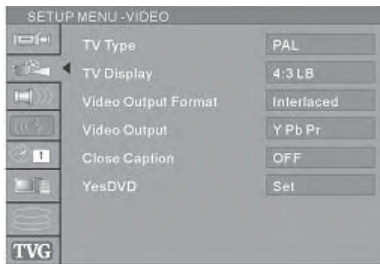 SETUP MENU -VIDEO
TV Type PAL
TV Display 4:3 LB
Video Output Format Interlaced
Video Output Y Pb Pr
Close Caption OFF
YesDVD Set
1
TVG